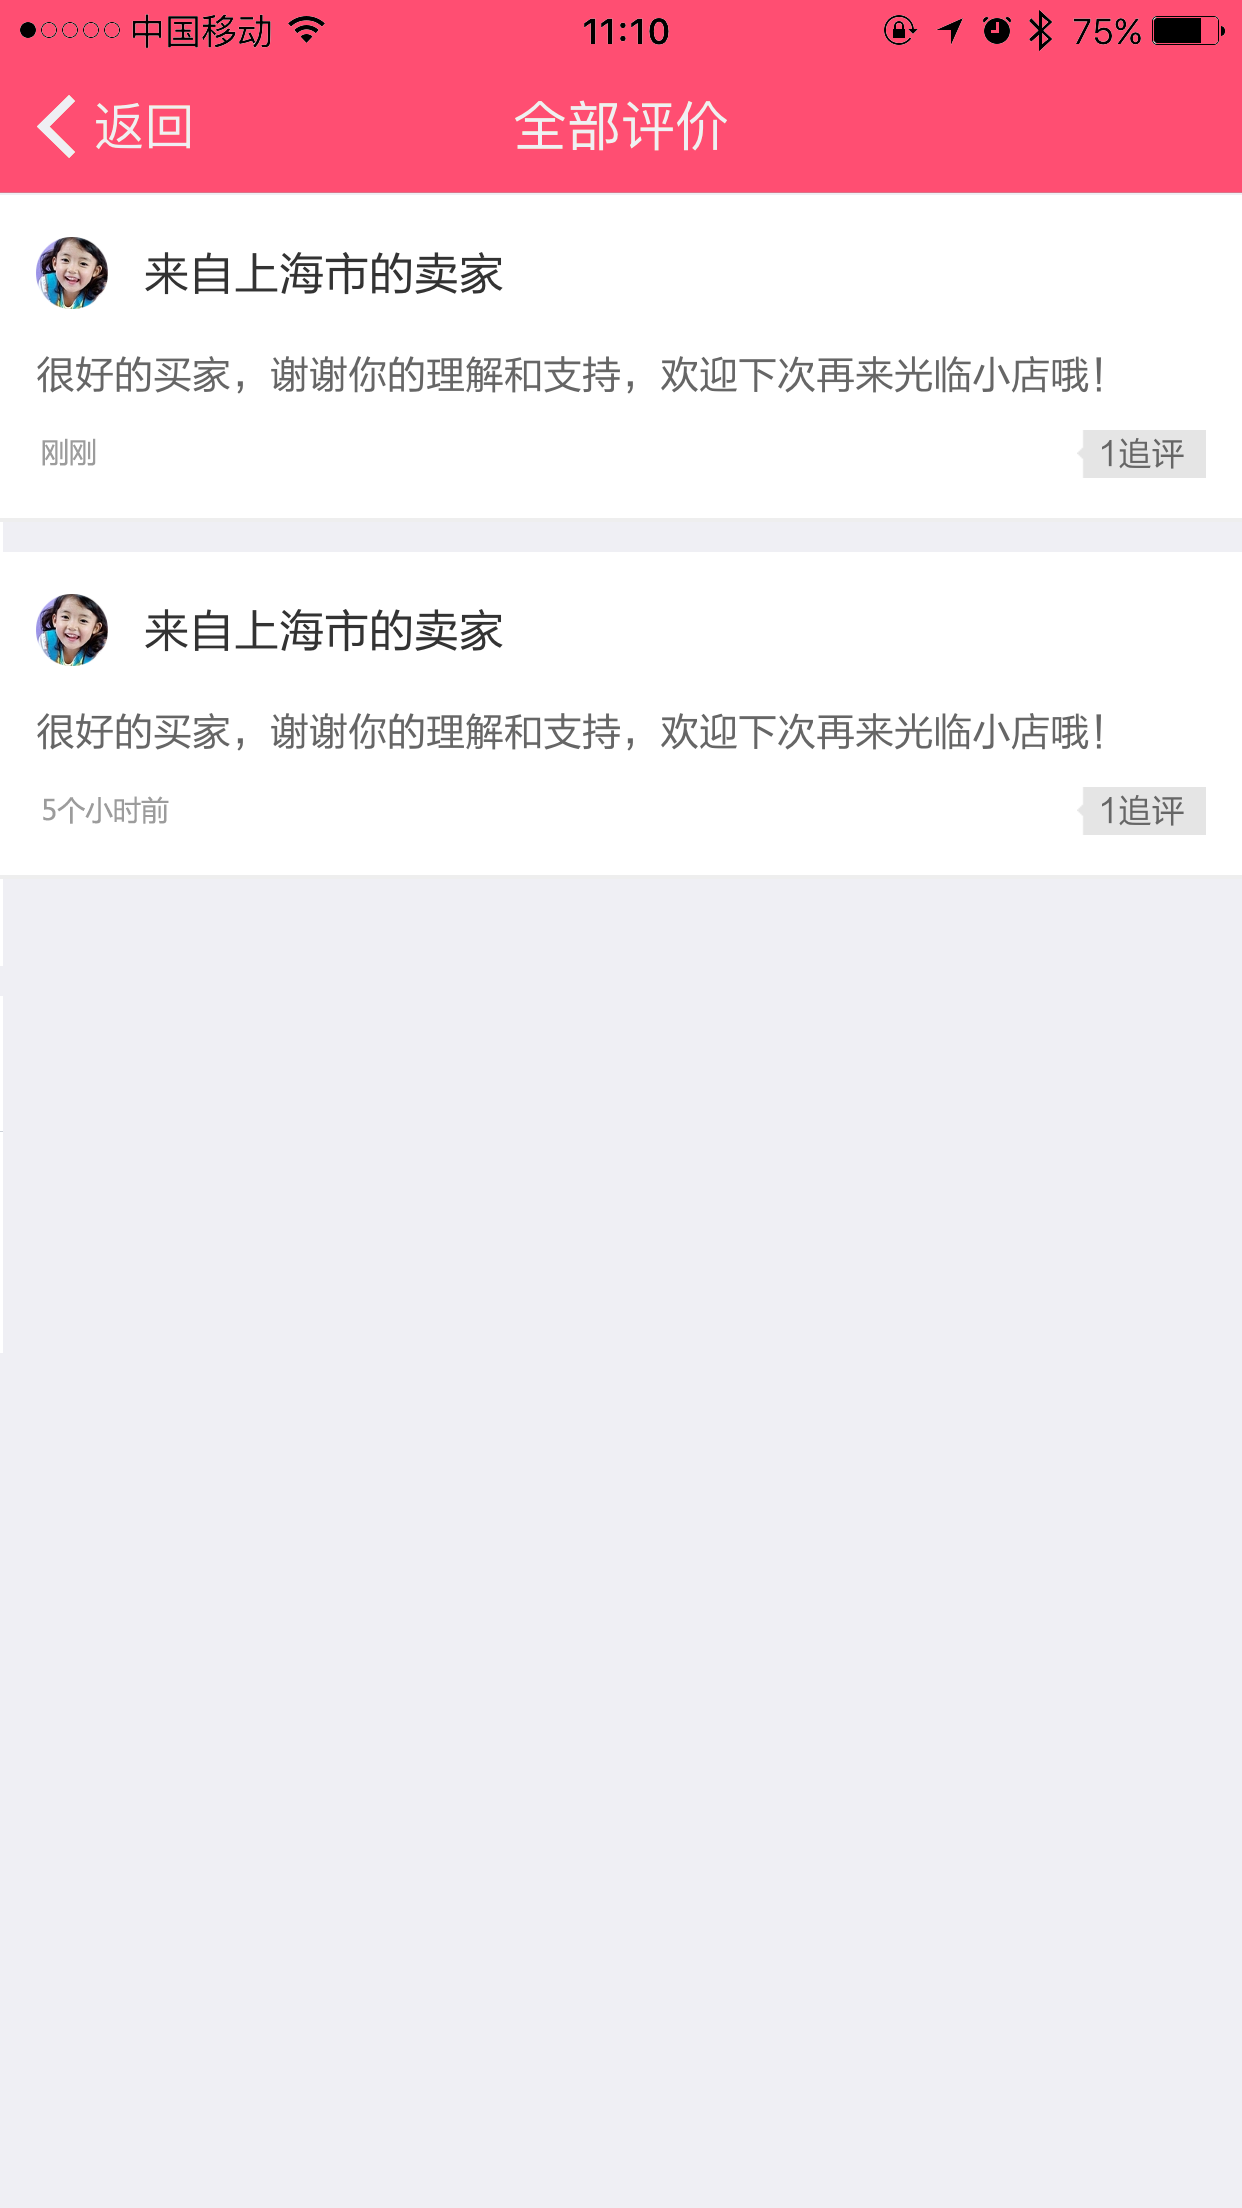 中国移动 11:10 75%
返回 全部评价
来自上海市的卖家
很好的买家，谢谢你的理解和支持，欢迎下次再来光临小店哦！
刚刚 1追评
来自上海市的卖家
很好的买家，谢谢你的理解和支持，欢迎下次再来光临小店哦！
5个小时前 1追评